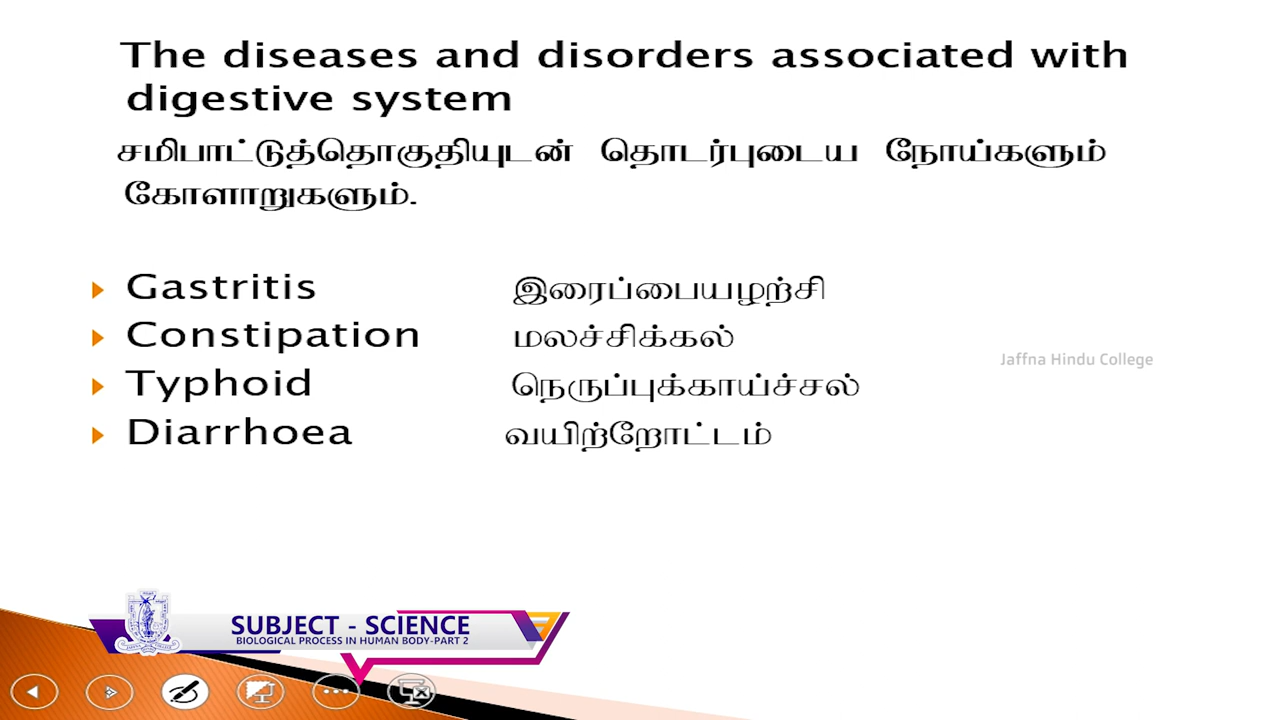 The diseases and disorders associated with
digestive system
சமிபாட்டுத்தொகுதியுடன் தொடர்புடைய நோய்களும்
கோளாறுகளும்.
Gastritis இரைப்பையழற்சி
Constipation மலச்சிக்கல்
Typhoid நெருப்புக்காய்ச்சல்
Diarrhoea வயிற்றோட்டம்
Jaffna Hindu College
SUBJECT - SCIENCE
BIOLOGICAL PROCESS IN HUMAN BODY-PART 2